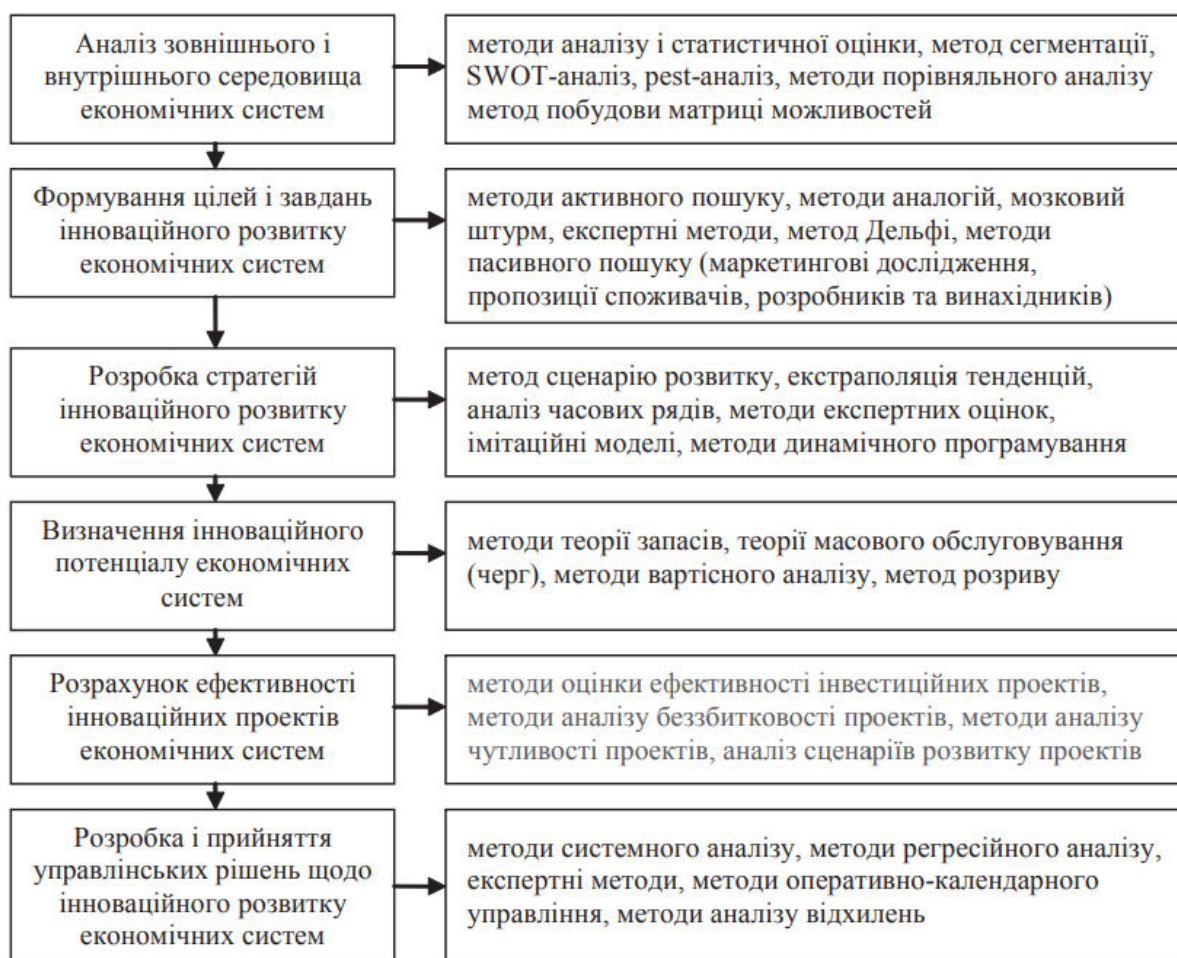 Аналіз зовнішнього і
внутрішнього середовища
економічних систем
методи аналізу і статистичної оцінки, метод сегментації,
SWOT-аналіз, pest-аналіз, методи порівняльного аналізу
метод побудови матриці можливостей
Формування цілей і завдань
інноваційного розвитку
економічних систем
методи активного пошуку, методи аналогій, мозковий
штурм, експертні методи, метод Дельфі, методи
пасивного пошуку (маркетингові дослідження,
пропозиції споживачів, розробників та винахідників)
Розробка стратегій
інноваційного розвитку
економічних систем
метод сценарію розвитку, екстраполяція тенденцій,
аналіз часових рядів, методи експертних оцінок,
імітаційні моделі, методи динамічного програмування
Визначення інноваційного
потенціалу економічних
систем
методи теорії запасів, теорії масового обслуговування
(черг), методи вартісного аналізу, метод розриву
Розрахунок ефективності
інноваційних проектів
економічних систем
методи оцінки ефективності інвестиційних проектів,
методи аналізу беззбитковості проектів, методи аналізу
чутливості проектів, аналіз сценаріїв розвитку проектів
Розробка і прийняття
управлінських рішень щодо
інноваційного розвитку
економічних систем
методи системного аналізу, методи регресійного аналізу,
експертні методи, методи оперативно-календарного
управління, методи аналізу відхилень